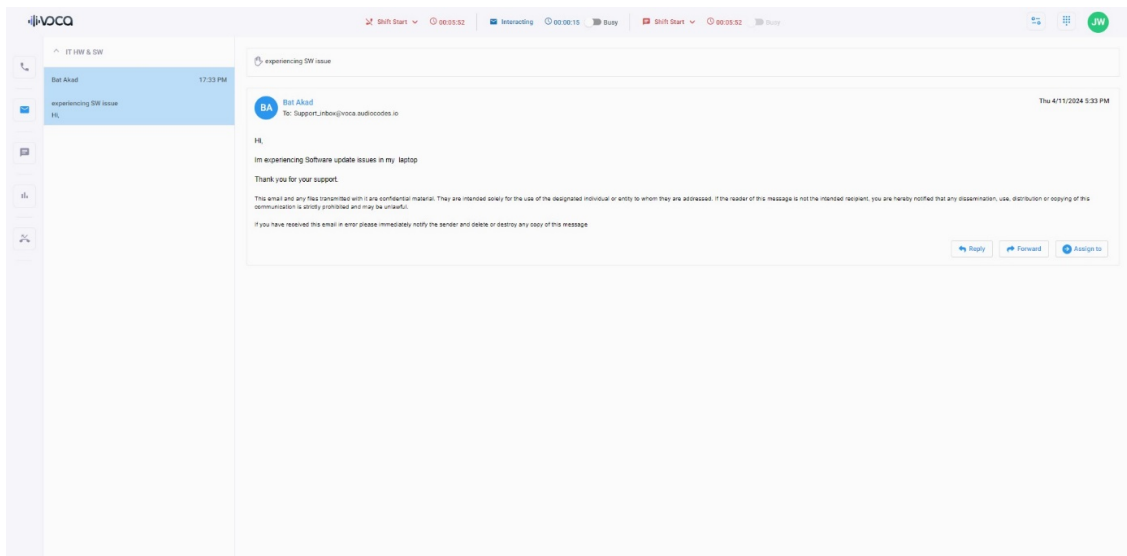 VOCA
Shift Start 00:05:52 Interacting 00:00:15 Busy Shift Start 00:05:52 Busy
JW
IT HW & SW
Bat Akad 17:33 PM
experiencing SW issue
Hi,
experiencing SW issue
BA
Bat Akad
Thu 4/11/2024 5:33 PM
To: Support_inbox@voca.audiocodes.io
Hi,
Im experiencing Software update issues in my laptop
Thank you for your support.
This email and any files transmitted with it are confidential material. They are intended solely for the use of the designated individual or entity to whom they are addressed. If the reader of this message is not the intended recipient, you are hereby notified that any dissemination, use, distribution or copying of this
communication is strictly prohibited and may be unlawful.
If you have received this email in error please immediately notify the sender and delete or destroy any copy of this message
Reply Forward Assign to